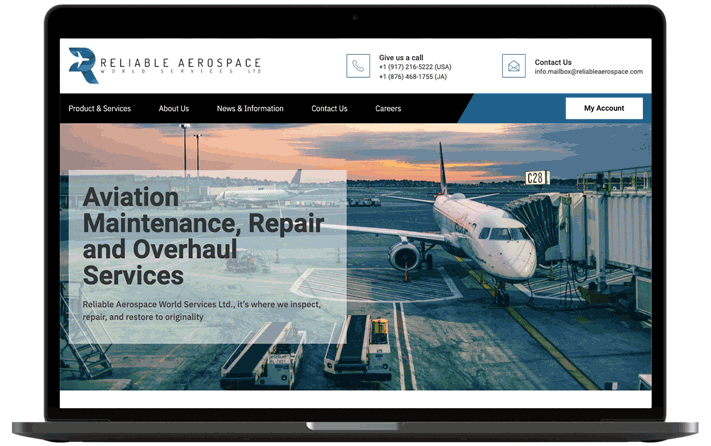 RELIABLE AEROSPACE
WORLD SERVICES LTD
Give us a call
+1 (917) 216-5222 (USA)
+1 (876) 468-1755 (JA)
Contact Us
info.mailbox@reliableaerospace.com
Product & Services
About Us
News & Information
Contact Us
Careers
My Account
C28
Aviation
Maintenance, Repair
and Overhaul
Services
Reliable Aerospace World Services Ltd., it's where we inspect,
repair, and restore to originality